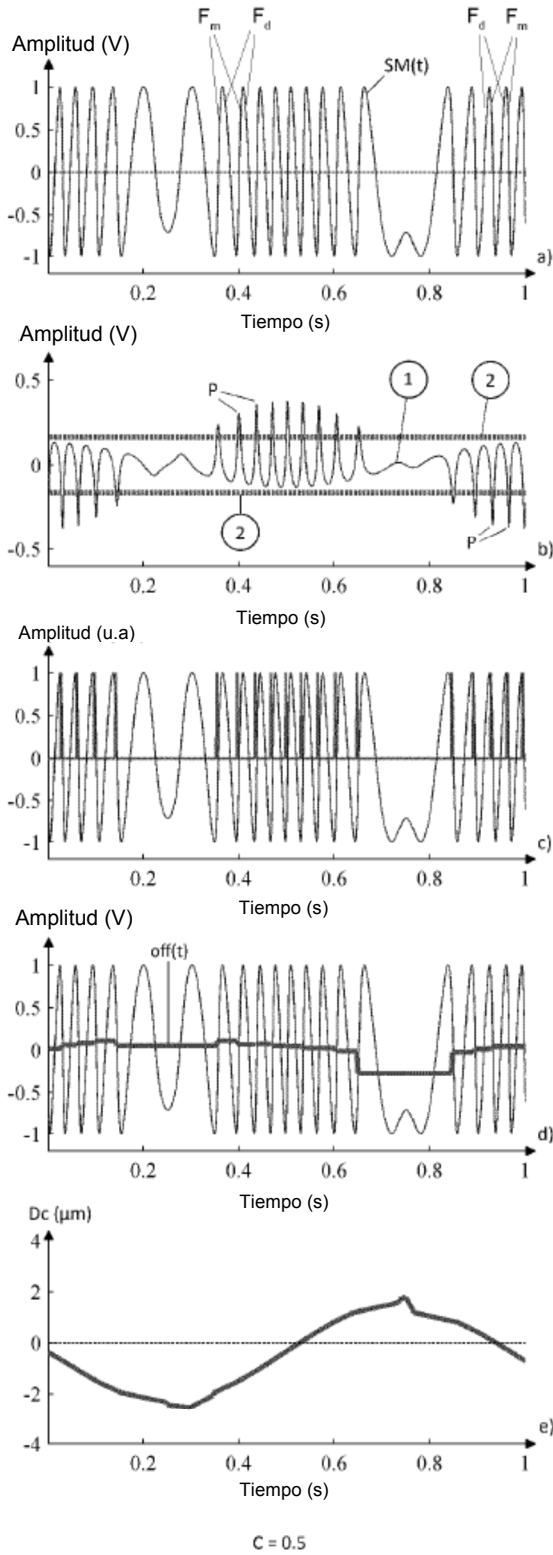 Fm Fd Fd Fm
Amplitud (V)
SM(t)
1
0.5
0
-0.5
-1
a)
0.2 0.4 0.6 0.8 1
Tiempo (s)
Amplitud (V)
0.5
P 1 2
0
2
P
-0.5
b)
0.2 0.4 0.6 0.8 1
Tiempo (s)
Amplitud (u.a)
1
0.5
0
-0.5
-1
c)
0.2 0.4 0.6 0.8 1
Tiempo (s)
Amplitud (V)
off(t)
1
0.5
0
-0.5
-1
d)
0.2 0.4 0.6 0.8 1
Tiempo (s)
Dc (µm)
4
2
0
-2
-4
e)
0.2 0.4 0.6 0.8 1
Tiempo (s)
C = 0.5